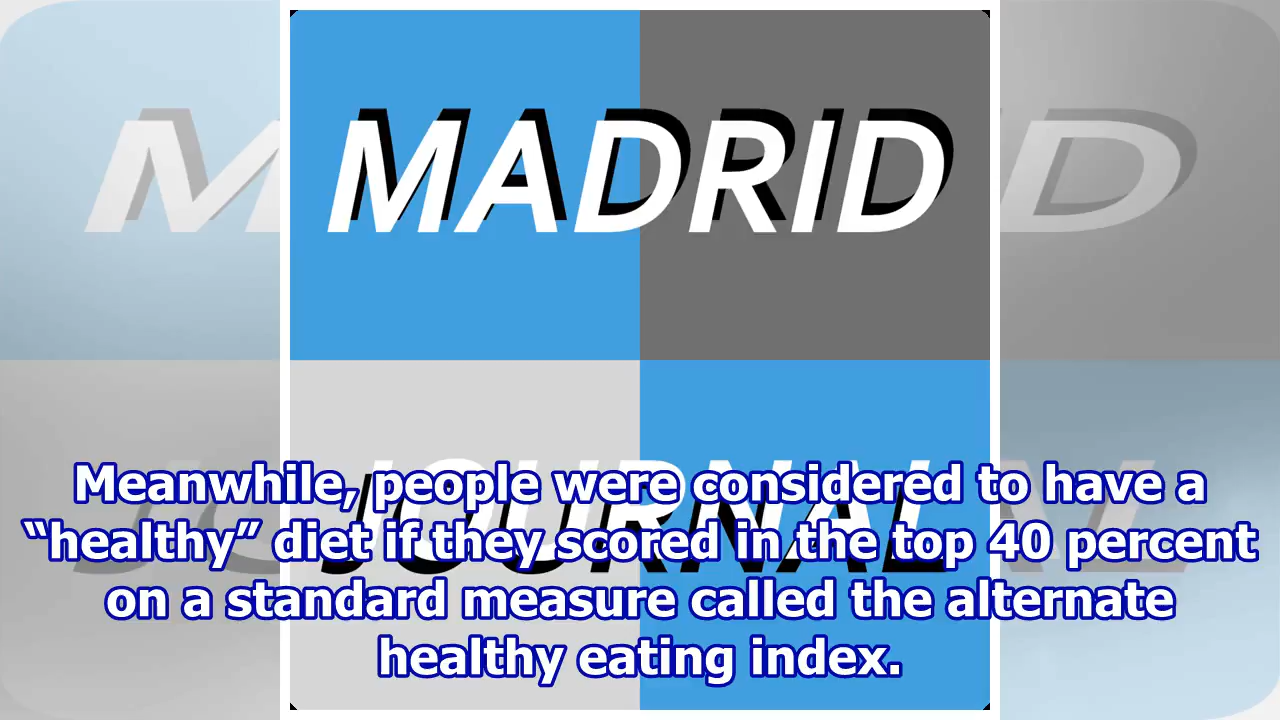 MADRID
JOURNAL
Meanwhile, people were considered to have a
“healthy” diet if they scored in the top 40 percent
on a standard measure called the alternate
healthy eating index.